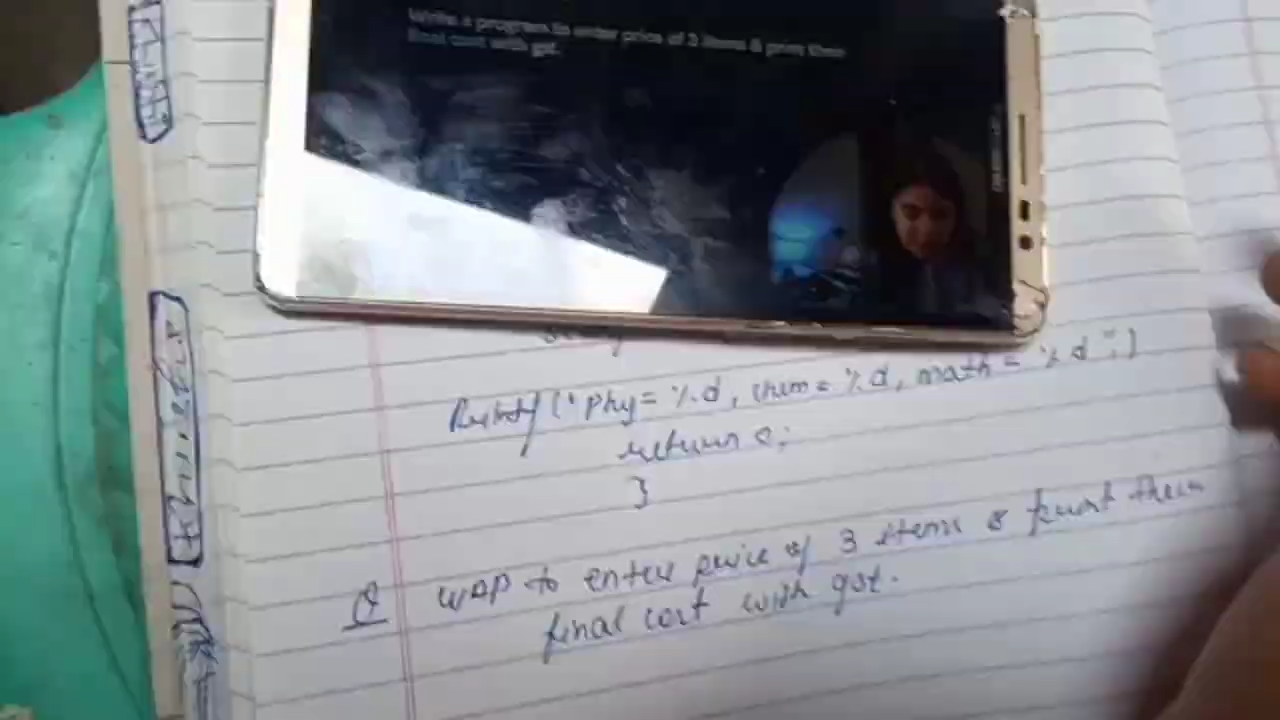 Write a program to enter price of 3 items & print their
final cost with gst.
Printf ("phy= %d, chem = %d, math = %d";)
return 0;
}
Q WAP to enter price of 3 items & print their
final cost with gst.